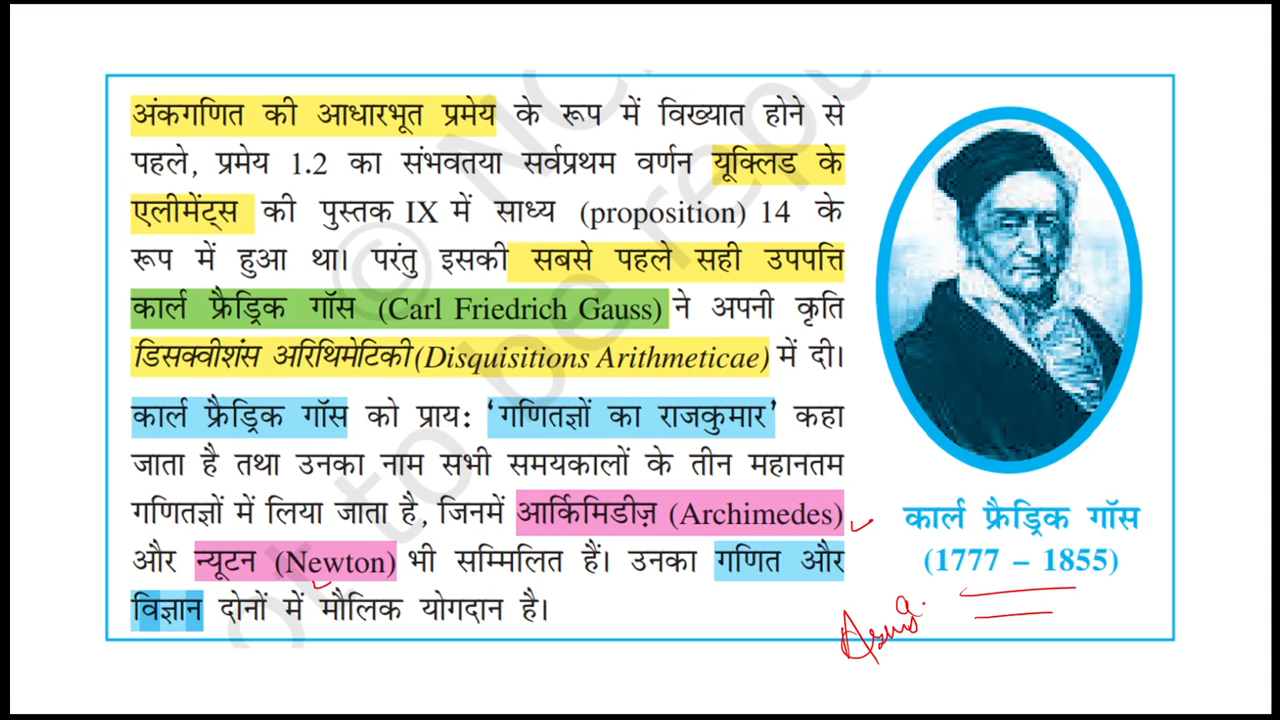 अंकगणित की आधारभूत प्रमेय के रूप में विख्यात होने से
पहले, प्रमेय 1.2 का संभवतया सर्वप्रथम वर्णन यूक्लिड के
एलीमेंट्स की पुस्तक IX में साध्य (proposition) 14 के
रूप में हुआ था। परंतु इसकी सबसे पहले सही उपपत्ति
कार्ल फ्रैड्रिक गॉस (Carl Friedrich Gauss) ने अपनी कृति
डिसक्वीशंस अरिथिमेटिकी (Disquisitions Arithmeticae) में दी।
कार्ल फ्रैड्रिक गॉस को प्राय: ‘गणितज्ञों का राजकुमार’ कहा
जाता है तथा उनका नाम सभी समयकालों के तीन महानतम
गणितज्ञों में लिया जाता है, जिनमें आर्किमिडीज़ (Archimedes)
और न्यूटन (Newton) भी सम्मिलित हैं। उनका गणित और
विज्ञान दोनों में मौलिक योगदान है।
कार्ल फ्रैड्रिक गॉस
(1777 – 1855)